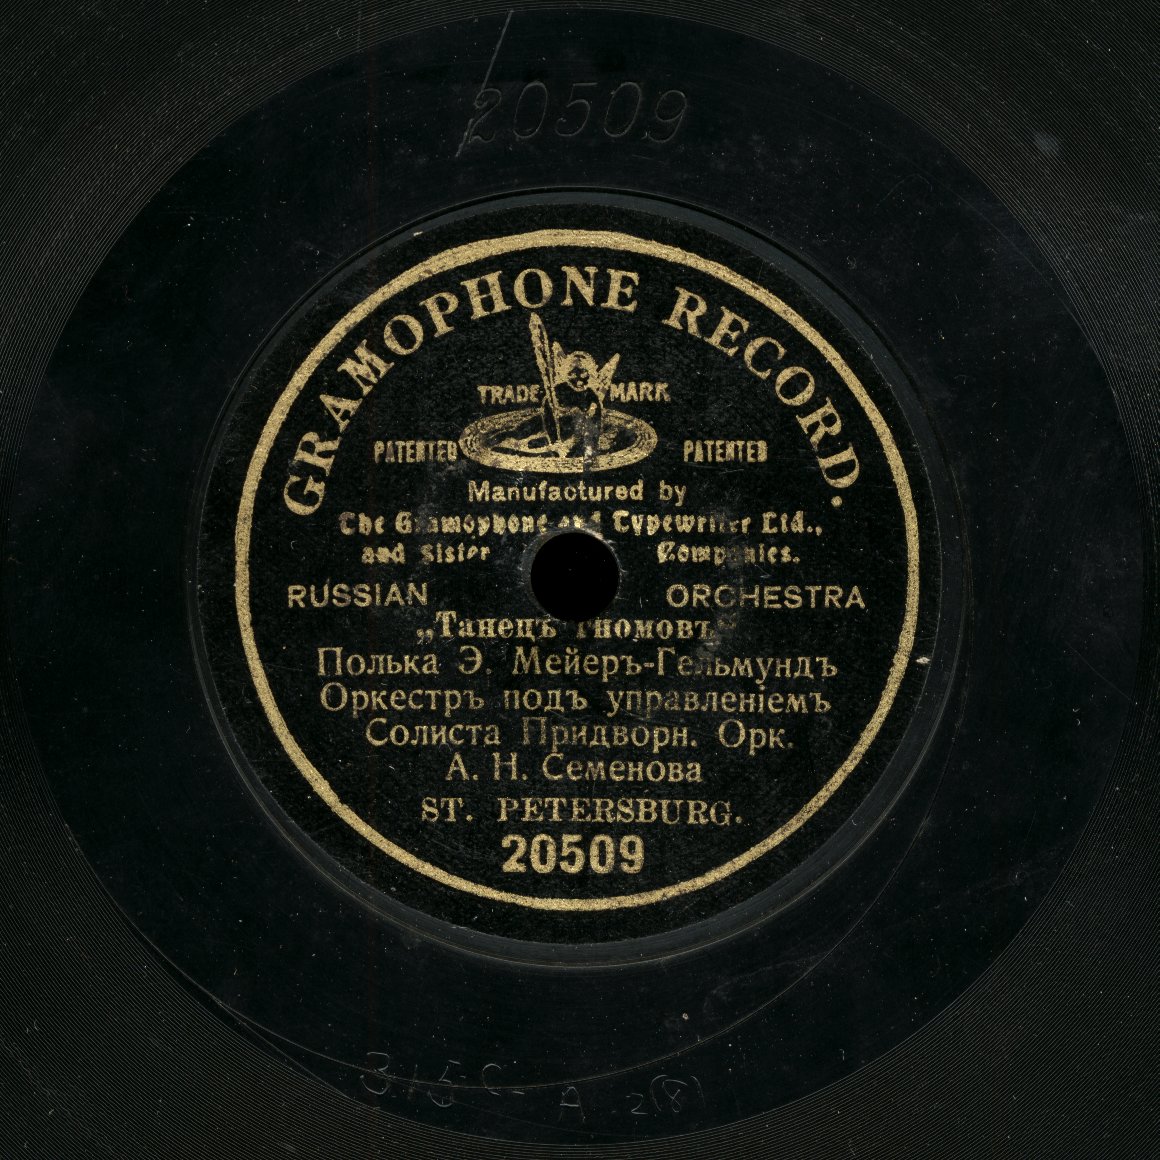 20509
GRAMOPHONE RECORD.
TRADE MARK
PATENTED PATENTED
Manufactured by
The Gramophone and Typewriter Ltd.,
and Sister Companies.
RUSSIAN ORCHESTRA
„Танецъ гномовъ“
Полька Э. Мейеръ-Гельмундъ
Оркестръ подъ управленіемъ
Солиста Придворн. Орк.
А. Н. Семенова
ST. PETERSBURG.
20509